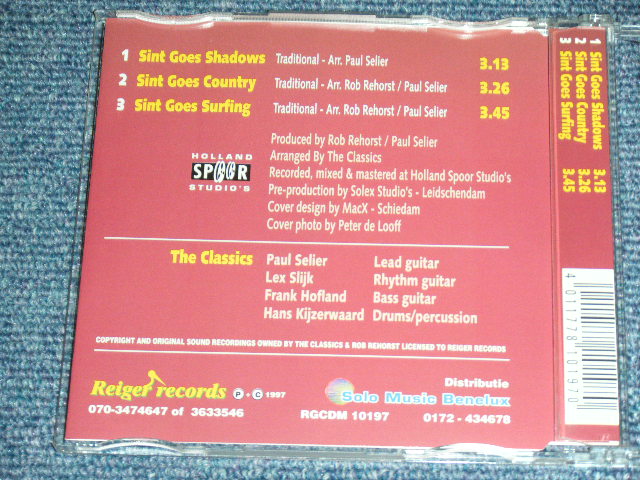 1 Sint Goes Shadows Traditional - Arr. Paul Selier 3.13
2 Sint Goes Country Traditional - Arr. Rob Rehorst / Paul Selier 3.26
3 Sint Goes Surfing Traditional - Arr. Rob Rehorst / Paul Selier 3.45
HOLLAND
SPOOR
STUDIO'S
Produced by Rob Rehorst / Paul Selier
Arranged By The Classics
Recorded, mixed & mastered at Holland Spoor Studio's
Pre-production by Solex Studio's - Leidschendam
Cover design by MacX - Schiedam
Cover photo by Peter de Looff
The Classics Paul Selier Lead guitar
Lex Slijk Rhythm guitar
Frank Hofland Bass guitar
Hans Kijzerwaard Drums/percussion
COPYRIGHT AND ORIGINAL SOUND RECORDINGS OWNED BY THE CLASSICS & ROB REHORST LICENSED TO REIGER RECORDS
Reiger records P + C 1997
070-3474647 of 3633546
RGCDM 10197
Distributie
Solo Music Benelux
0172 - 434678
1 Sint Goes Shadows 3.13
2 Sint Goes Country 3.26
3 Sint Goes Surfing 3.45
4 011778 101970